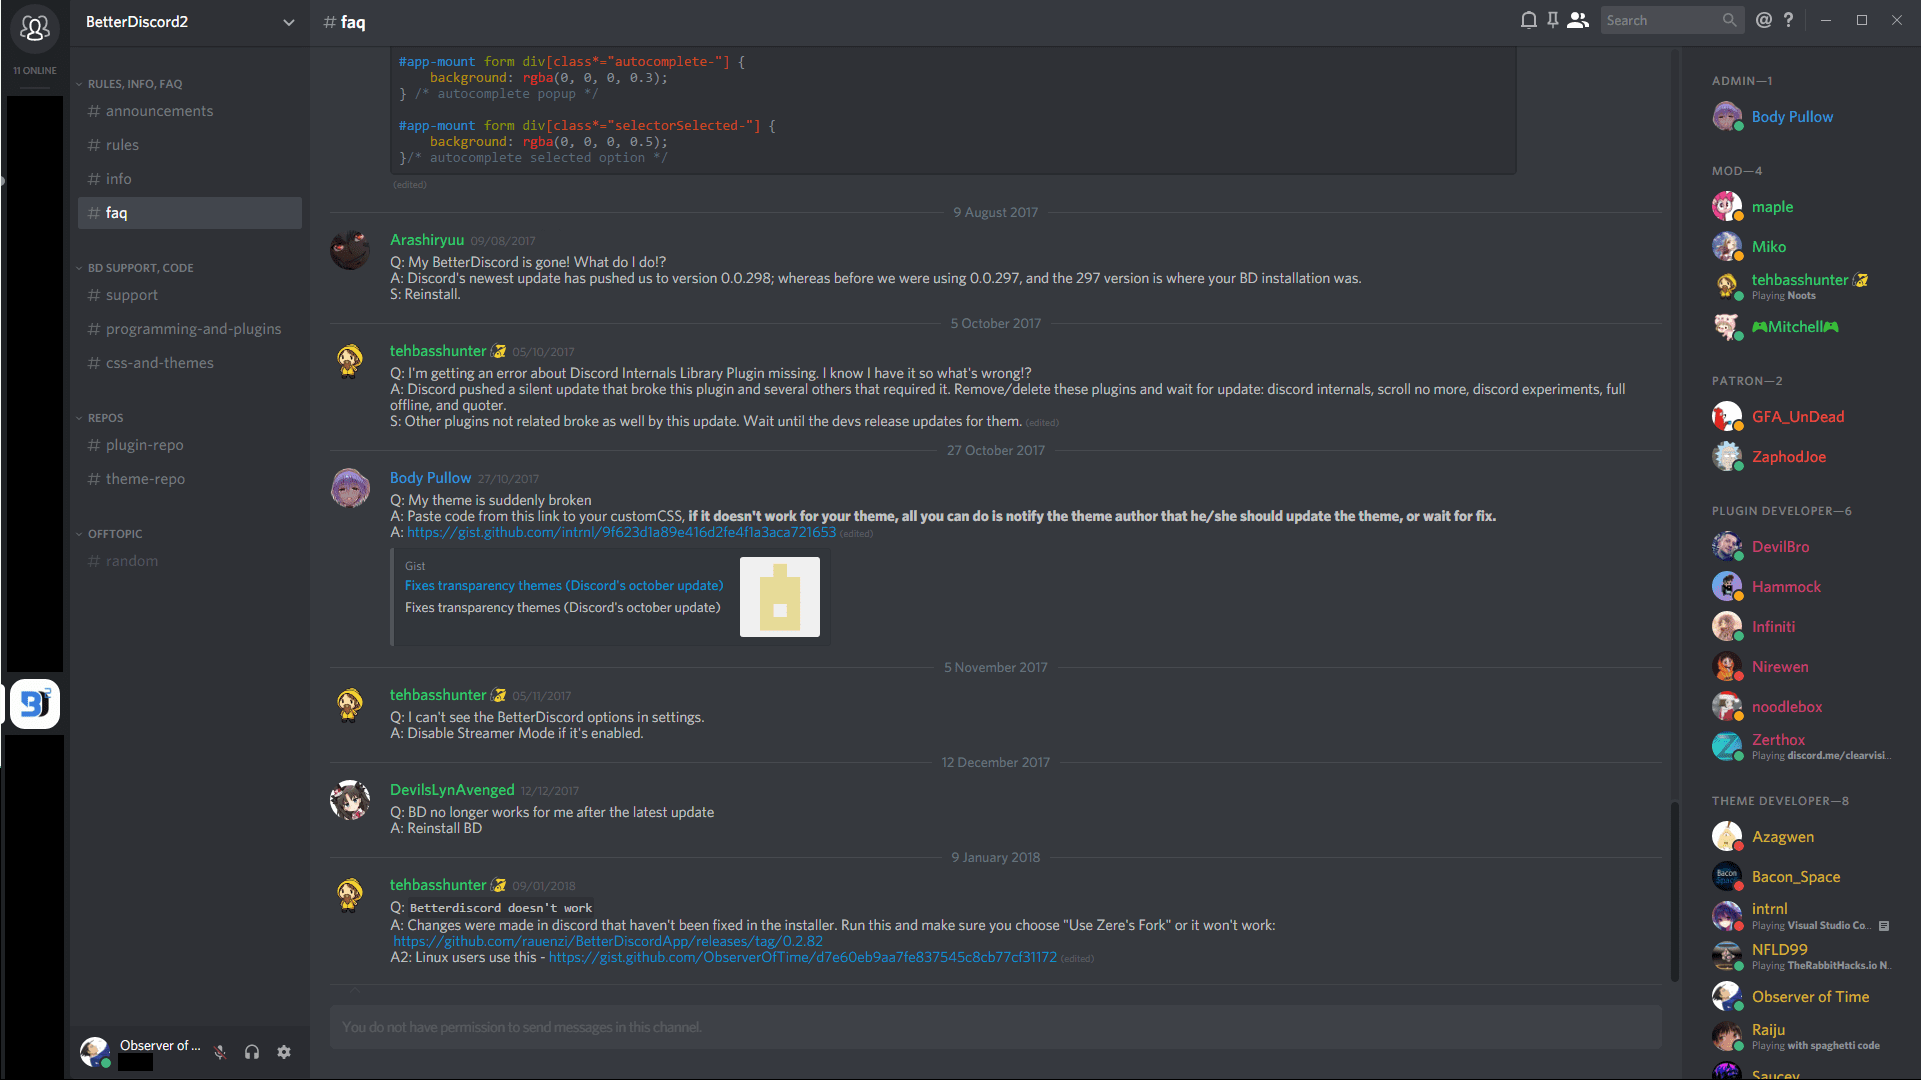 11 ONLINE
BetterDiscord2
RULES, INFO, FAQ
# announcements
# rules
# info
# faq
BD SUPPORT, CODE
# support
# programming-and-plugins
# css-and-themes
REPOS
# plugin-repo
# theme-repo
OFFTOPIC
# random
Observer of ...
# faq
Search
#app-mount form div[class*="autocomplete-"] {
background: rgba(0, 0, 0, 0.3);
} /* autocomplete popup */
#app-mount form div[class*="selectorSelected-"] {
background: rgba(0, 0, 0, 0.5);
}/* autocomplete selected option */
(edited)
9 August 2017
Arashiryuu 09/08/2017
Q: My BetterDiscord is gone! What do I do!?
A: Discord's newest update has pushed us to version 0.0.298; whereas before we were using 0.0.297, and the 297 version is where your BD installation was.
S: Reinstall.
5 October 2017
tehbasshunter 05/10/2017
Q: I'm getting an error about Discord Internals Library Plugin missing. I know I have it so what's wrong!?
A: Discord pushed a silent update that broke this plugin and several others that required it. Remove/delete these plugins and wait for update: discord internals, scroll no more, discord experiments, full
offline, and quoter.
S: Other plugins not related broke as well by this update. Wait until the devs release updates for them. (edited)
27 October 2017
Body Pullow 27/10/2017
Q: My theme is suddenly broken
A: Paste code from this link to your customCSS, if it doesn't work for your theme, all you can do is notify the theme author that he/she should update the theme, or wait for fix.
A: https://gist.github.com/intrnl/9f623d1a89e416d2fe4f1a3aca721653 (edited)
Gist
Fixes transparency themes (Discord's october update)
Fixes transparency themes (Discord's october update)
5 November 2017
tehbasshunter 05/11/2017
Q: I can't see the BetterDiscord options in settings.
A: Disable Streamer Mode if it's enabled.
12 December 2017
DevilsLynAvenged 12/12/2017
Q: BD no longer works for me after the latest update
A: Reinstall BD
9 January 2018
tehbasshunter 09/01/2018
Q: Betterdiscord doesn't work
A: Changes were made in discord that haven't been fixed in the installer. Run this and make sure you choose "Use Zere's Fork" or it won't work:
https://github.com/rauenzi/BetterDiscordApp/releases/tag/0.2.82
A2: Linux users use this - https://gist.github.com/ObserverOfTime/d7e60eb9aa7fe837545c8cb77cf31172 (edited)
You do not have permission to send messages in this channel.
ADMIN—1
Body Pullow
MOD—4
maple
Miko
tehbasshunter
Playing Noots
Mitchell
PATRON—2
GFA_UnDead
ZaphodJoe
PLUGIN DEVELOPER—6
DevilBro
Hammock
Infiniti
Nirewen
noodlebox
Zerthox
Playing discord.me/clearvisi...
THEME DEVELOPER—8
Azagwen
Bacon_Space
intrnl
Playing Visual Studio Co...
NFLD99
Playing TheRabbitHacks.io N...
Observer of Time
Raiju
Playing with spaghetti code
Saucey